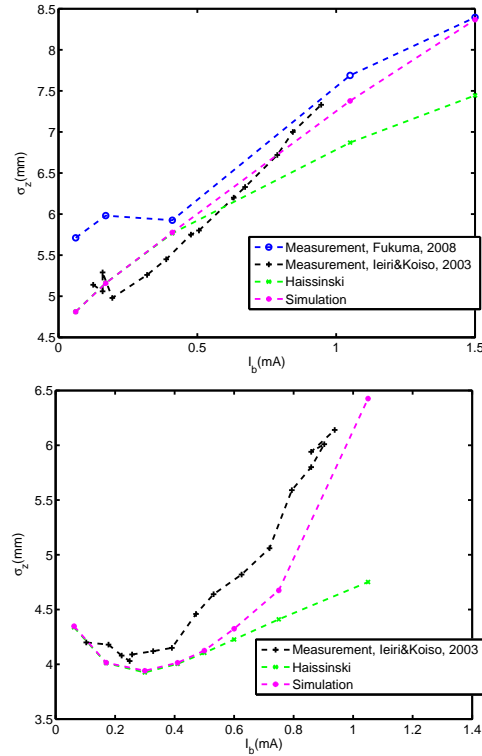 8.5
8
7.5
7
6.5
6
5.5
5
4.5
σz(mm)
Measurement, Fukuma, 2008
Measurement, Ieiri&Koiso, 2003
Haissinski
Simulation
0 0.5 1 1.5
I_b(mA)
6.5
6
5.5
5
4.5
4
3.5
σ_z(mm)
Measurement, Ieiri&Koiso, 2003
Haissinski
Simulation
0 0.2 0.4 0.6 0.8 1 1.2 1.4
I_b(mA)